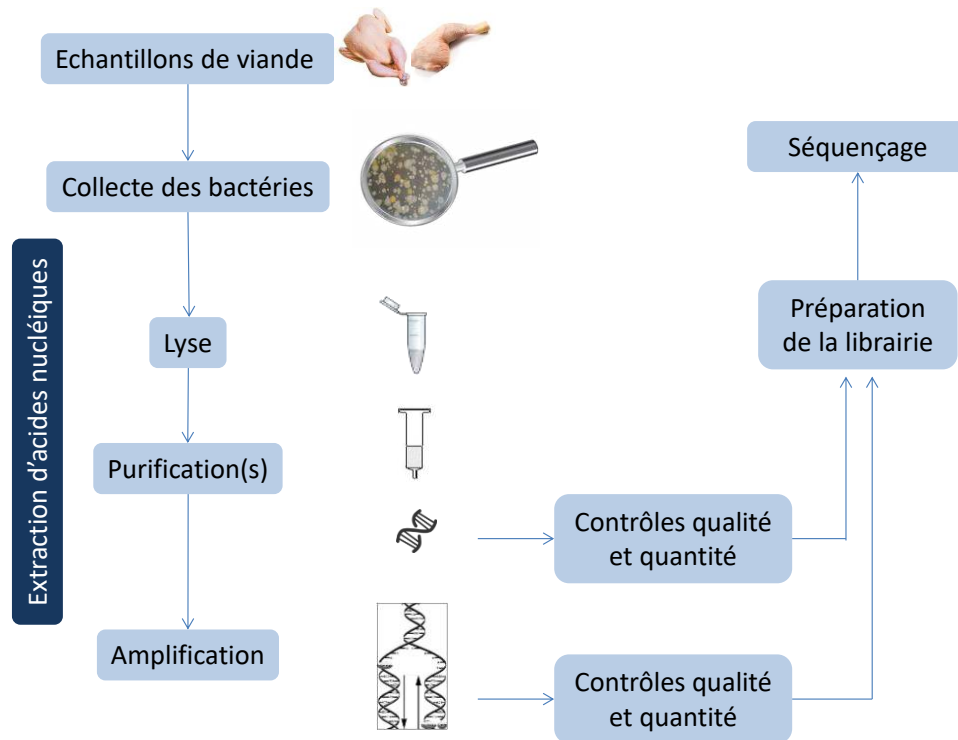 Echantillons de viande
Collecte des bactéries
Extraction d'acides nucléiques
Lyse
Purification(s)
Amplification
Contrôles qualité
et quantité
Contrôles qualité
et quantité
Préparation
de la librairie
Séquençage